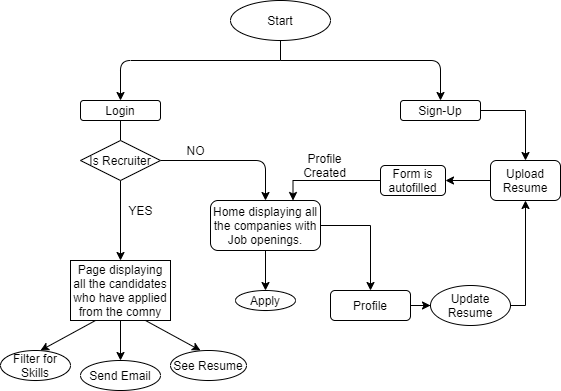 Start
Login
Sign-Up
Is Recruiter
NO
Profile
Created
Form is
autofilled
Upload
Resume
YES
Home displaying all
the companies with
Job openings.
Page displaying
all the candidates
who have applied
from the comny
Apply
Profile
Update
Resume
Filter for
Skills
Send Email
See Resume